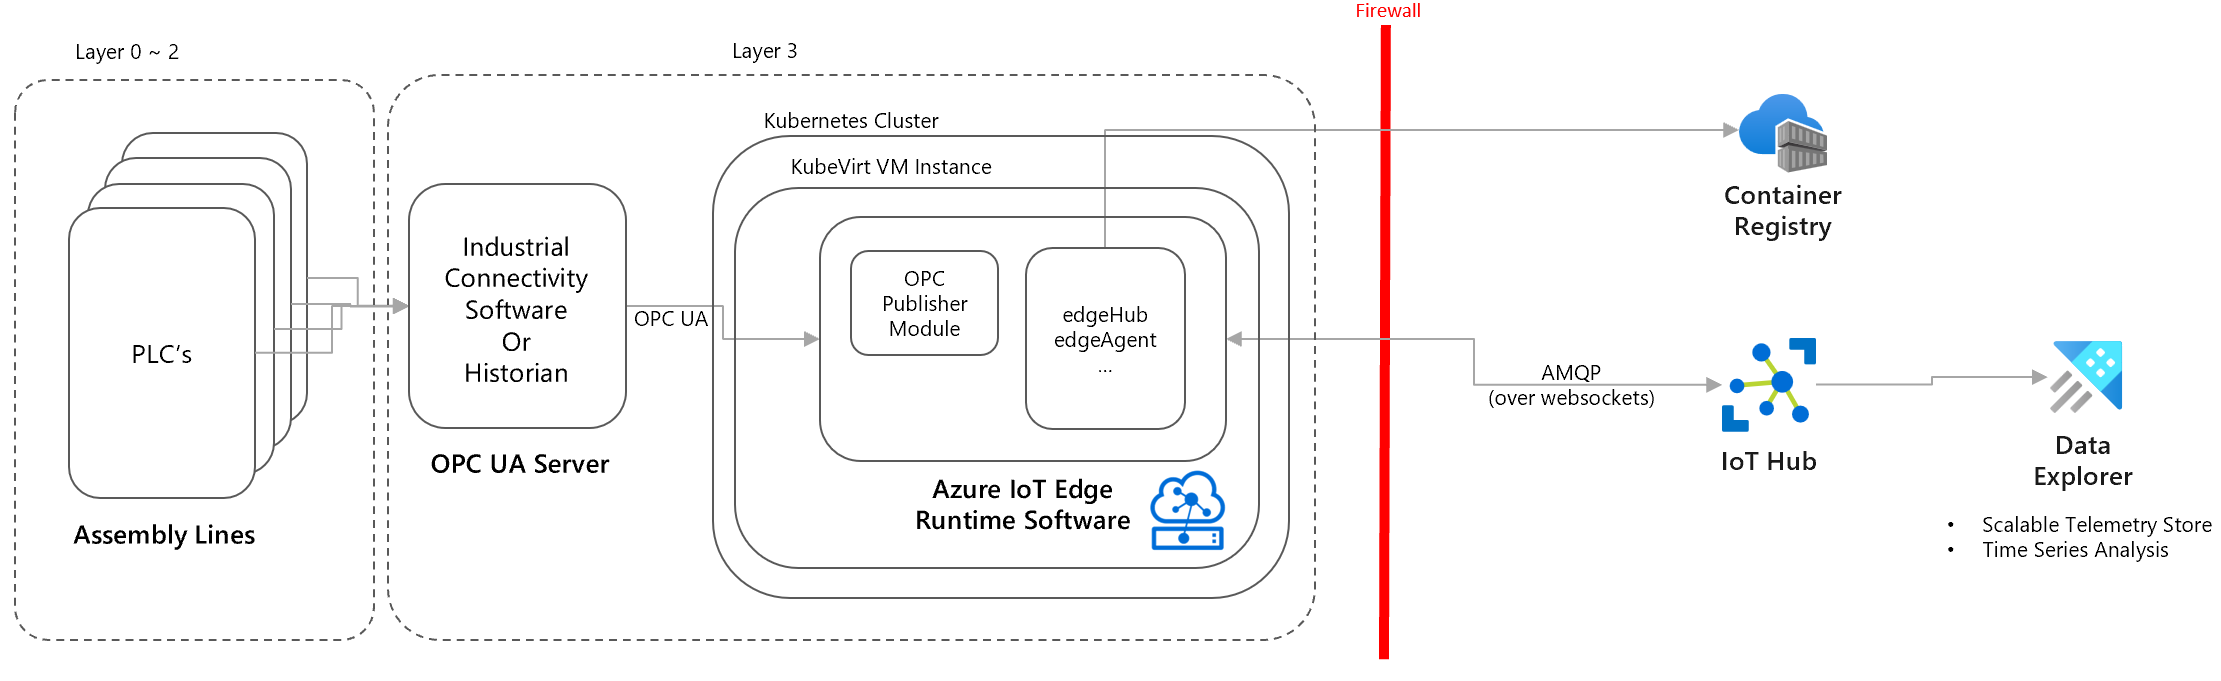 Firewall
Layer 0 ~ 2
Layer 3
Kubernetes Cluster
KubeVirt VM Instance
PLC's
Assembly Lines
Industrial
Connectivity
Software
Or
Historian
OPC UA Server
OPC UA
OPC
Publisher
Module
edgeHub
edgeAgent
...
Azure IoT Edge
Runtime Software
Container
Registry
AMQP
(over websockets)
IoT Hub
Data
Explorer
• Scalable Telemetry Store
• Time Series Analysis